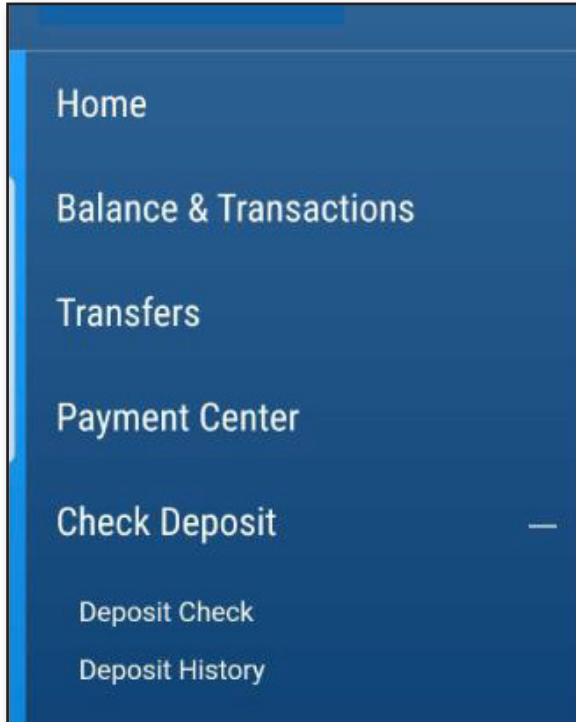 Home
Balance & Transactions
Transfers
Payment Center
Check Deposit
Deposit Check
Deposit History